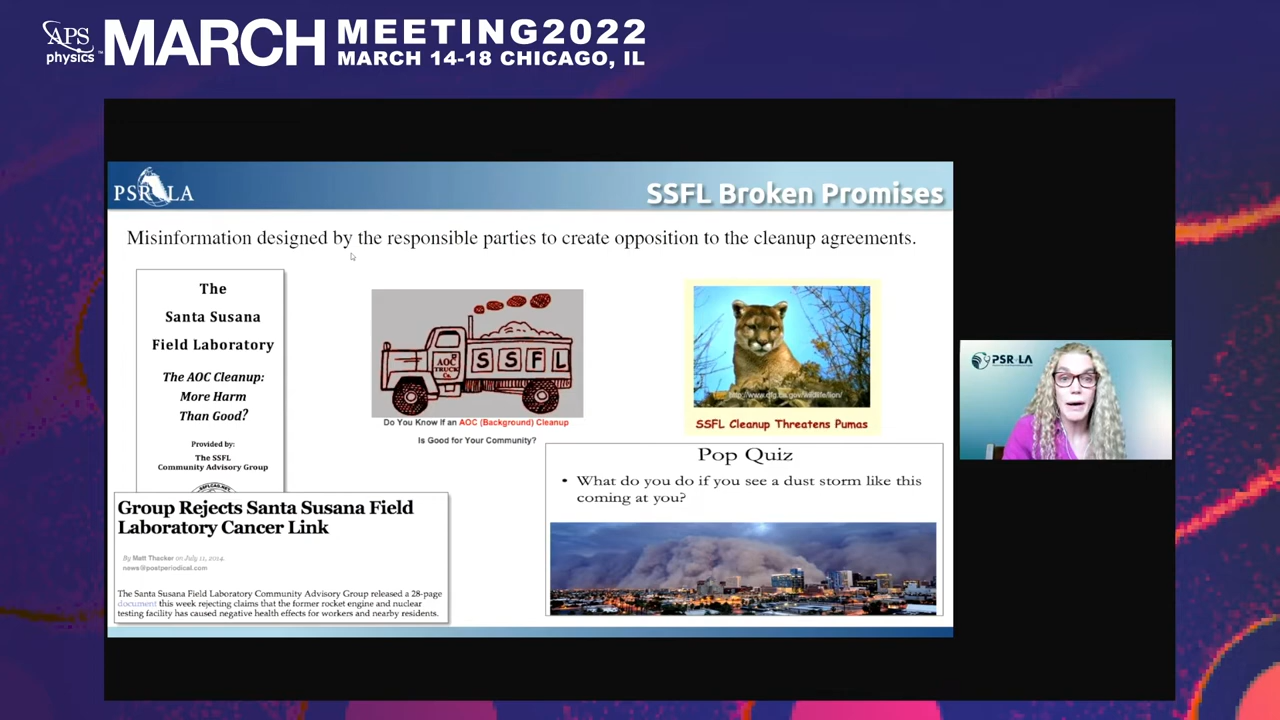 APS
physics
MARCH
MEETING2022
MARCH 14-18 CHICAGO, IL
PSR LA
SSFL Broken Promises
Misinformation designed by the responsible parties to create opposition to the cleanup agreements.
The
Santa Susana
Field Laboratory
The AOC Cleanup:
More Harm
Than Good?
Provided by:
The SSFL
Community Advisory Group
AOC
TRUCK
Co.
SSFL
Do You Know if an AOC (Background) Cleanup
Is Good for Your Community?
http://www.dfg.ca.gov/wildlife/lion/
SSFL Cleanup Threatens Pumas
Group Rejects Santa Susana Field
Laboratory Cancer Link
By Matt Thacker on July 11, 2014.
news@postperiodical.com
The Santa Susana Field Laboratory Community Advisory Group released a 28-page
document this week rejecting claims that the former rocket engine and nuclear
testing facility has caused negative health effects for workers and nearby residents.
Pop Quiz
• What do you do if you see a dust storm like this
coming at you?
PSR LA